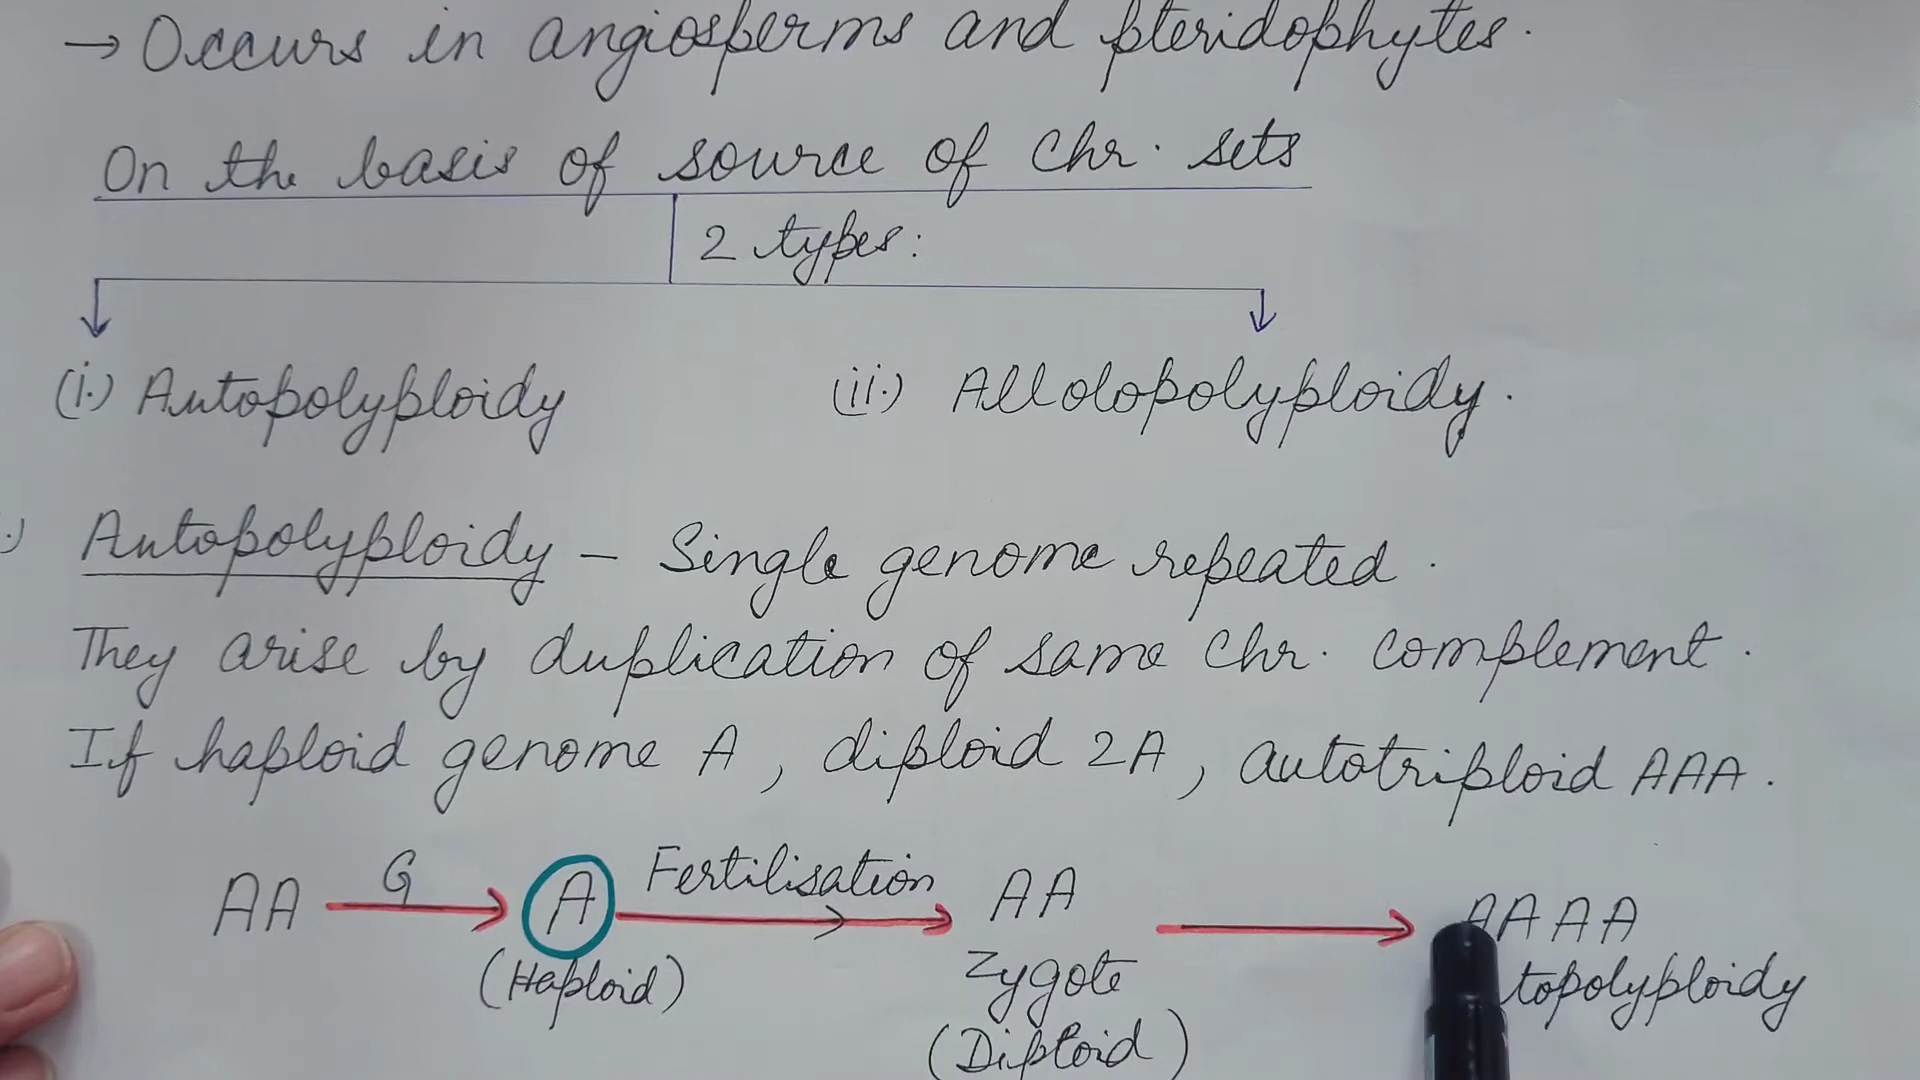 → Occurs in angiosperms and pteridophytes.
On the basis of source of Chr. sets
2 types:
(i.) Autopolyploidy (ii.) Allolopolyploidy.
Autopolyploidy – Single genome repeated.
They arise by duplication of same Chr. complement.
If haploid genome A, diploid 2A, autotriploid AAA.
AA G→ A Fertilisation→ AA → AAAA
(Haploid) Zygote topolyploidy
(Diploid)